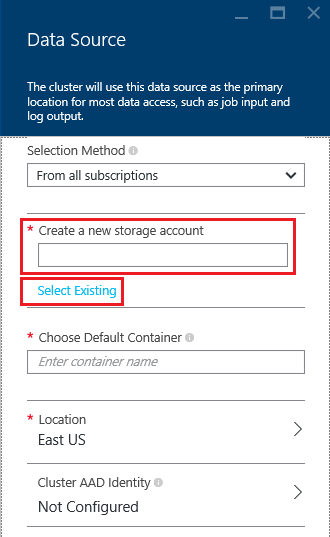 Data Source
The cluster will use this data source as the primary
location for most data access, such as job input and
log output.
Selection Method
From all subscriptions
* Create a new storage account
Select Existing
* Choose Default Container
Enter container name
* Location
East US
Cluster AAD Identity
Not Configured